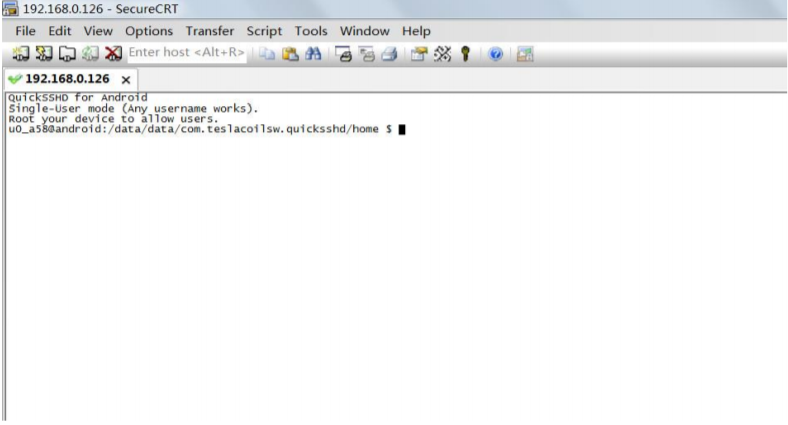 192.168.0.126 - SecureCRT
File Edit View Options Transfer Script Tools Window Help
Enter host <Alt+R>
192.168.0.126 x
QuickSSHD for Android
Single-User mode (Any username works).
Root your device to allow users.
u0_a58@android:/data/data/com.teslacoilsw.quicksshd/home $